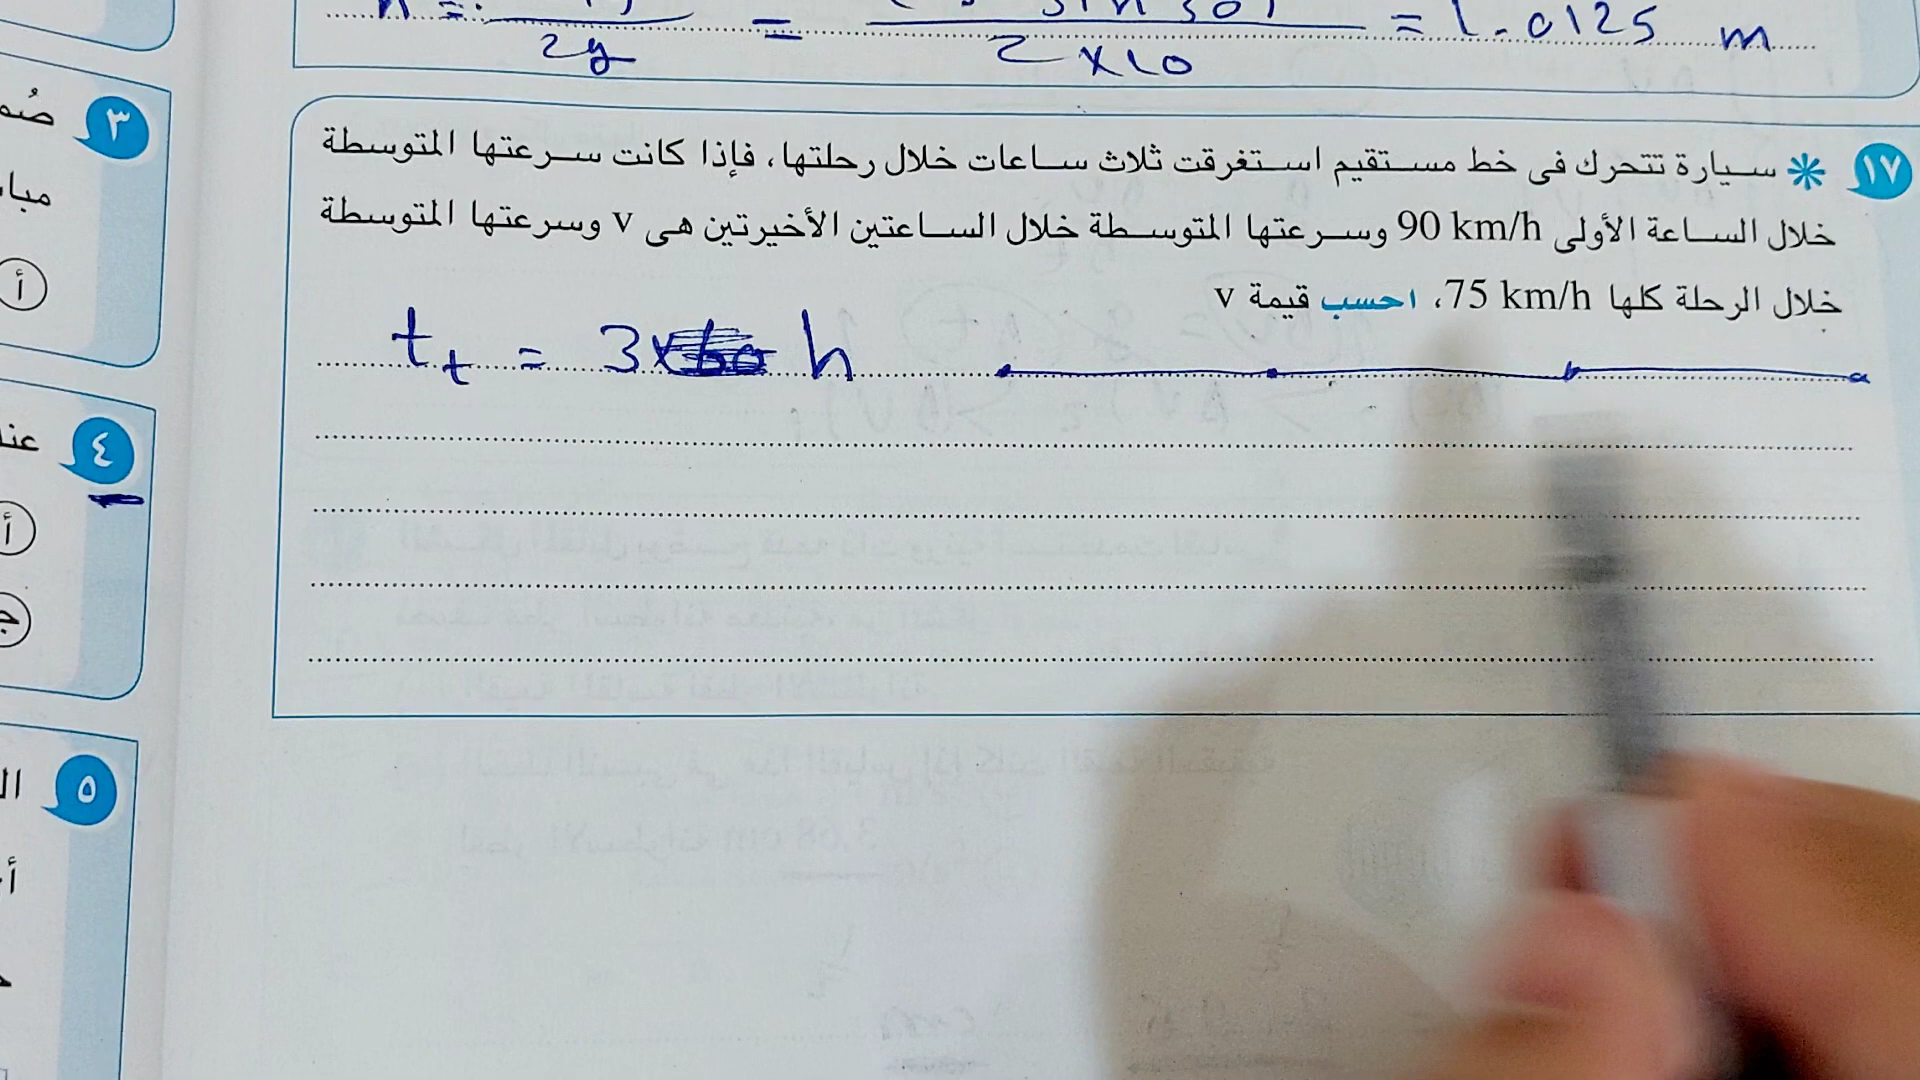 2g = 2 × 10 = 1.0125 m
١٧ * سيارة تتحرك فى خط مستقيم استغرقت ثلاث ساعات خلال رحلتها، فإذا كانت سرعتها المتوسطة
خلال الساعة الأولى 90 km/h وسرعتها المتوسطة خلال الساعتين الأخيرتين هى v وسرعتها المتوسطة
خلال الرحلة كلها 75 km/h، احسب قيمة v
t_t = 3 h
٣
٤
أ
أ
ج
٥